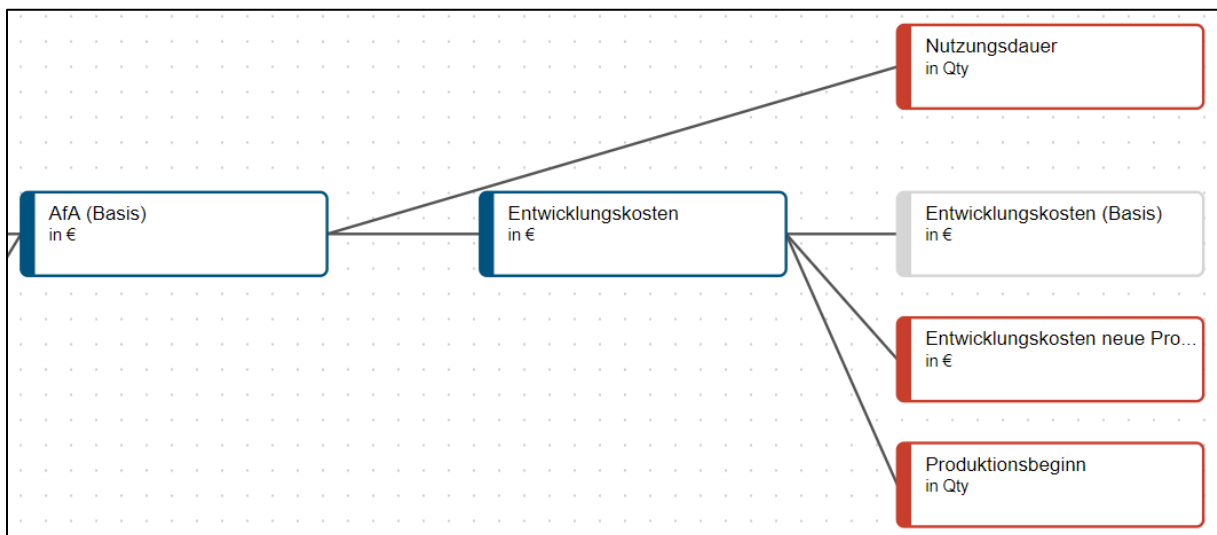 Nutzungsdauer
in Qty
AfA (Basis)
in €
Entwicklungskosten
in €
Entwicklungskosten (Basis)
in €
Entwicklungskosten neue Pro...
in €
Produktionsbeginn
in Qty